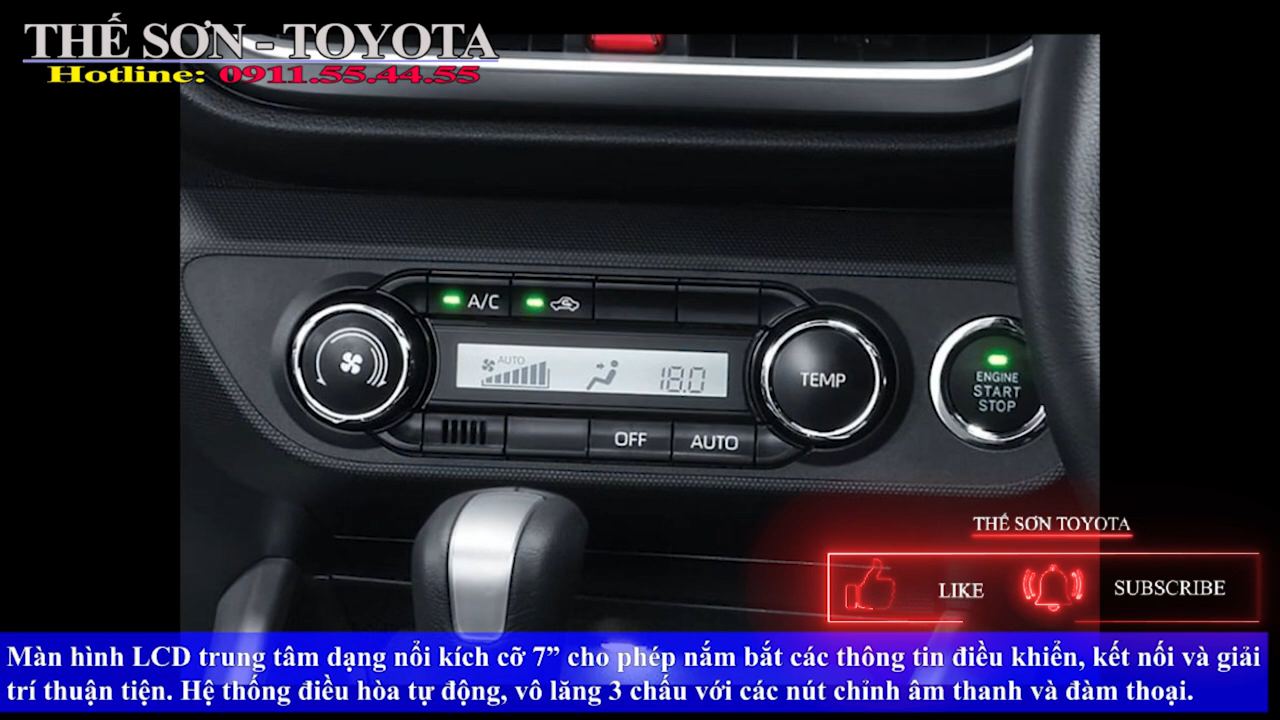 THẾ SƠN - TOYOTA
Hotline: 0911.55.44.55
A/C
AUTO
18.0
TEMP
ENGINE
START
STOP
OFF
AUTO
THẾ SƠN TOYOTA
LIKE
SUBSCRIBE
Màn hình LCD trung tâm dạng nổi kích cỡ 7” cho phép nắm bắt các thông tin điều khiển, kết nối và giải
trí thuận tiện. Hệ thống điều hòa tự động, vô lăng 3 chấu với các nút chỉnh âm thanh và đàm thoại.